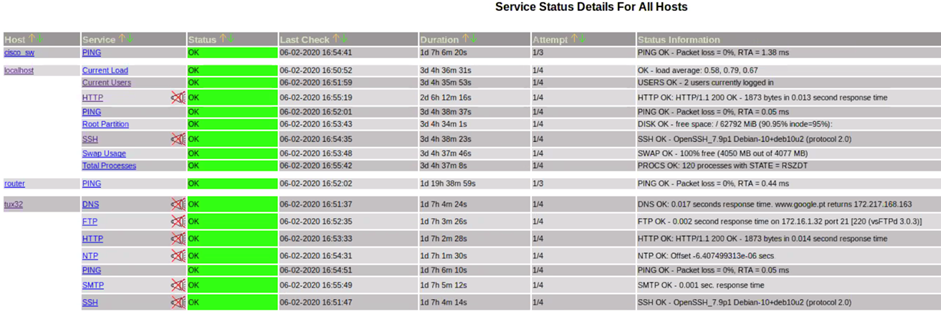 Service Status Details For All Hosts
Host Service Status Last Check Duration Attempt Status Information
cisco_sw PING OK 06-02-2020 16:54:41 1d 7h 6m 20s 1/3 PING OK - Packet loss = 0%, RTA = 1.38 ms
localhost Current Load OK 06-02-2020 16:50:52 3d 4h 36m 31s 1/4 OK - load average: 0.58, 0.79, 0.67
Current Users OK 06-02-2020 16:51:59 3d 4h 35m 53s 1/4 USERS OK - 2 users currently logged in
HTTP OK 06-02-2020 16:55:19 2d 6h 12m 16s 1/4 HTTP OK: HTTP/1.1 200 OK - 1873 bytes in 0.013 second response time
PING OK 06-02-2020 16:52:01 3d 4h 38m 37s 1/4 PING OK - Packet loss = 0%, RTA = 0.05 ms
Root Partition OK 06-02-2020 16:53:43 3d 4h 34m 1s 1/4 DISK OK - free space: / 62792 MiB (90.95% inode=95%):
SSH OK 06-02-2020 16:54:35 3d 4h 38m 23s 1/4 SSH OK - OpenSSH_7.9p1 Debian-10+deb10u2 (protocol 2.0)
Swap Usage OK 06-02-2020 16:53:48 3d 4h 37m 46s 1/4 SWAP OK - 100% free (4050 MB out of 4077 MB)
Total Processes OK 06-02-2020 16:55:42 3d 4h 37m 8s 1/4 PROCS OK: 120 processes with STATE = RSZDT
router PING OK 06-02-2020 16:52:02 1d 19h 38m 59s 1/3 PING OK - Packet loss = 0%, RTA = 0.44 ms
tux32 DNS OK 06-02-2020 16:51:37 1d 7h 4m 24s 1/4 DNS OK: 0.017 seconds response time. www.google.pt returns 172.217.168.163
FTP OK 06-02-2020 16:52:35 1d 7h 3m 26s 1/4 FTP OK - 0.002 second response time on 172.16.1.32 port 21 [220 (vsFTPd 3.0.3)]
HTTP OK 06-02-2020 16:53:33 1d 7h 2m 28s 1/4 HTTP OK: HTTP/1.1 200 OK - 1873 bytes in 0.014 second response time
NTP OK 06-02-2020 16:54:31 1d 7h 1m 30s 1/4 NTP OK: Offset -6.407499313e-06 secs
PING OK 06-02-2020 16:54:51 1d 7h 6m 10s 1/4 PING OK - Packet loss = 0%, RTA = 0.05 ms
SMTP OK 06-02-2020 16:55:49 1d 7h 5m 12s 1/4 SMTP OK - 0.001 sec. response time
SSH OK 06-02-2020 16:51:47 1d 7h 4m 14s 1/4 SSH OK - OpenSSH_7.9p1 Debian-10+deb10u2 (protocol 2.0)